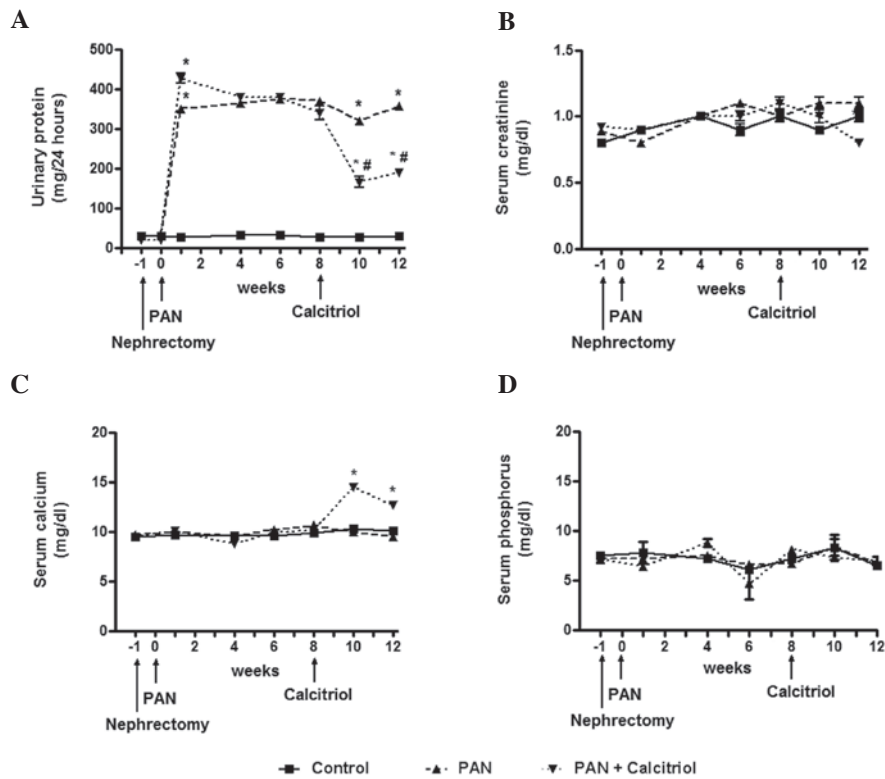 A
Urinary protein
(mg/24 hours)
500
400
300
200
100
0
*
*
*
*
* #
* #
-1 0 2 4 6 8 10 12
weeks
PAN
Calcitriol
Nephrectomy
B
Serum creatinine
(mg/dl)
1.5
1.0
0.5
0.0
-1 0 2 4 6 8 10 12
weeks
PAN
Calcitriol
Nephrectomy
C
Serum calcium
(mg/dl)
20
15
10
5
0
*
*
-1 0 2 4 6 8 10 12
weeks
PAN
Calcitriol
Nephrectomy
D
Serum phosphorus
(mg/dl)
20
15
10
5
0
-1 0 2 4 6 8 10 12
weeks
PAN
Calcitriol
Nephrectomy
Control PAN PAN + Calcitriol